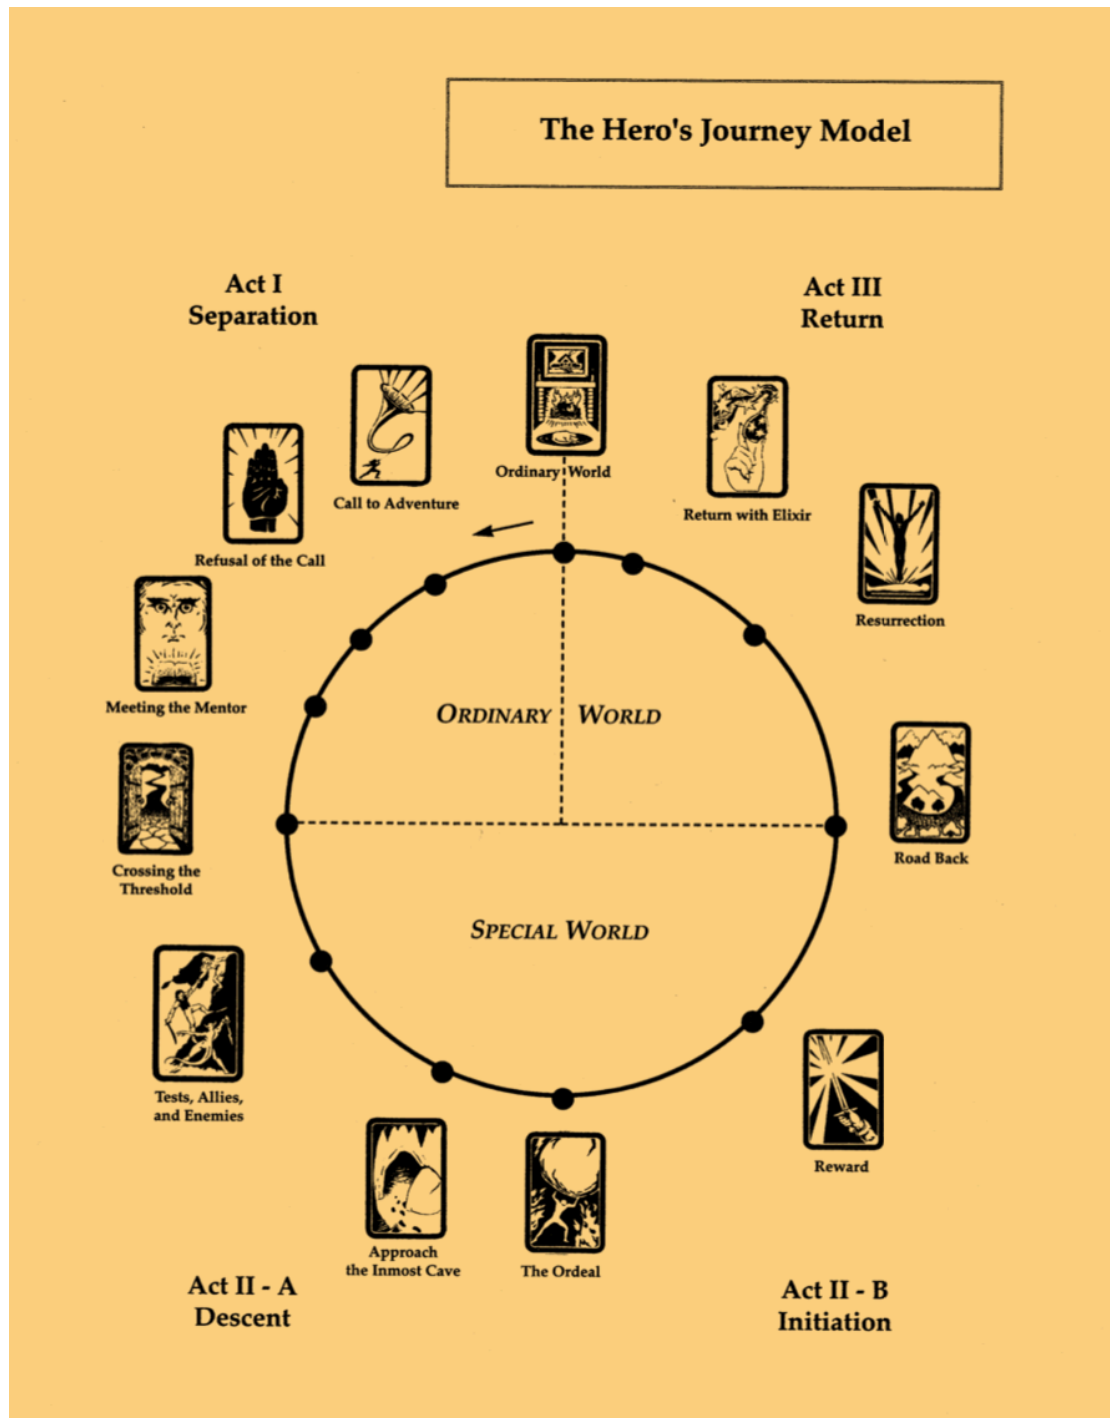 The Hero's Journey Model
Act I
Separation
Act III
Return
Ordinary World
Call to Adventure
Return with Elixir
Refusal of the Call
Resurrection
Meeting the Mentor
ORDINARY WORLD
Crossing the
Threshold
Road Back
SPECIAL WORLD
Tests, Allies,
and Enemies
Reward
Approach
the Inmost Cave
The Ordeal
Act II - A
Descent
Act II - B
Initiation